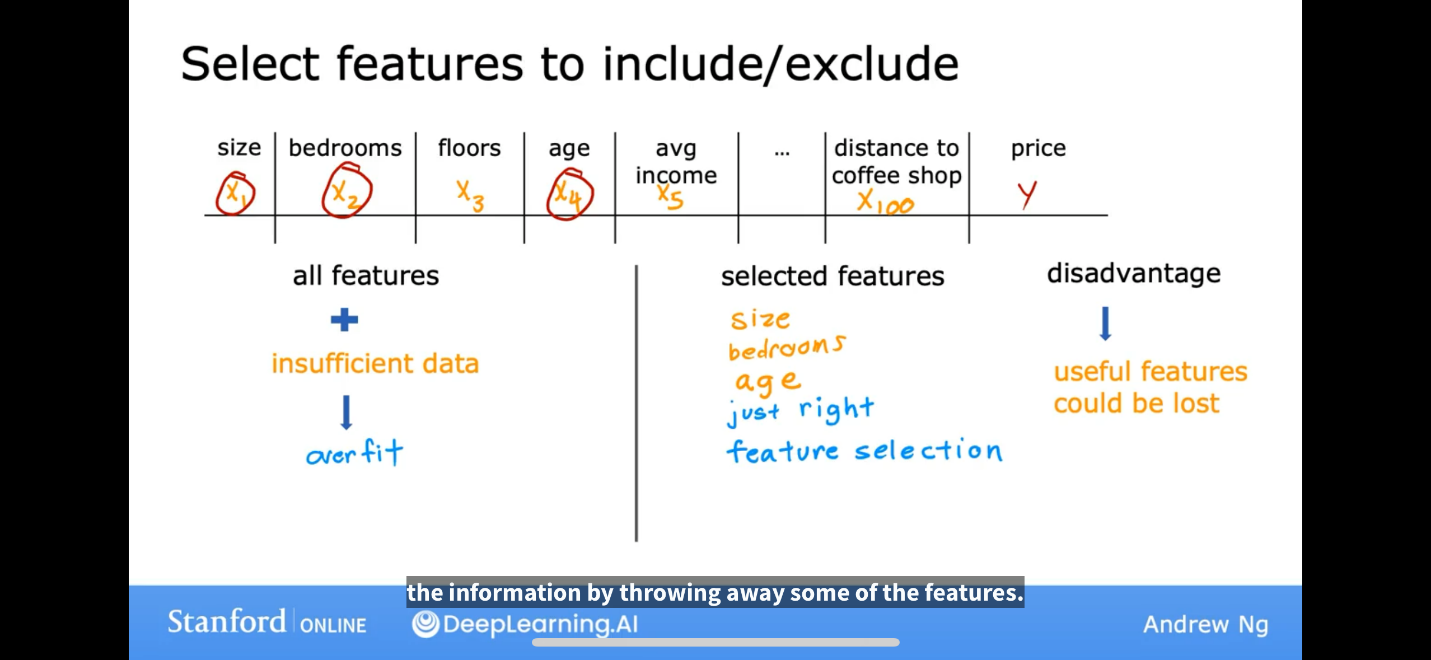 Select features to include/exclude
size bedrooms floors age avg income ... distance to coffee shop price
x₁ x₂ x₃ x₄ x₅ x₁₀₀ y
all features
+
insufficient data
↓
overfit
selected features
size
bedrooms
age
just right
feature selection
disadvantage
↓
useful features
could be lost
the information by throwing away some of the features.
Stanford | ONLINE DeepLearning.AI Andrew Ng